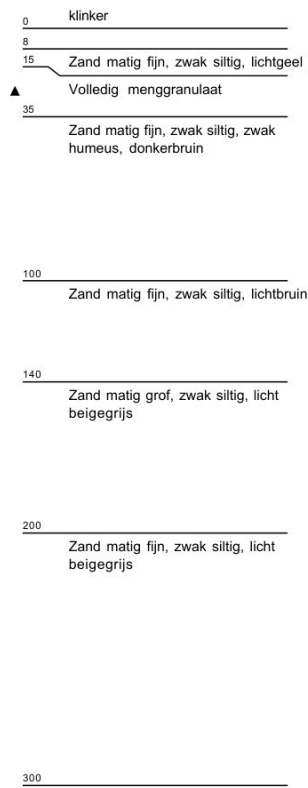 klinker
0
8
15
Zand matig fijn, zwak siltig, lichtgeel
Volledig menggranulaat
35
Zand matig fijn, zwak siltig, zwak
humeus, donkerbruin
100
Zand matig fijn, zwak siltig, lichtbruin
140
Zand matig grof, zwak siltig, licht
beigegrijs
200
Zand matig fijn, zwak siltig, licht
beigegrijs
300